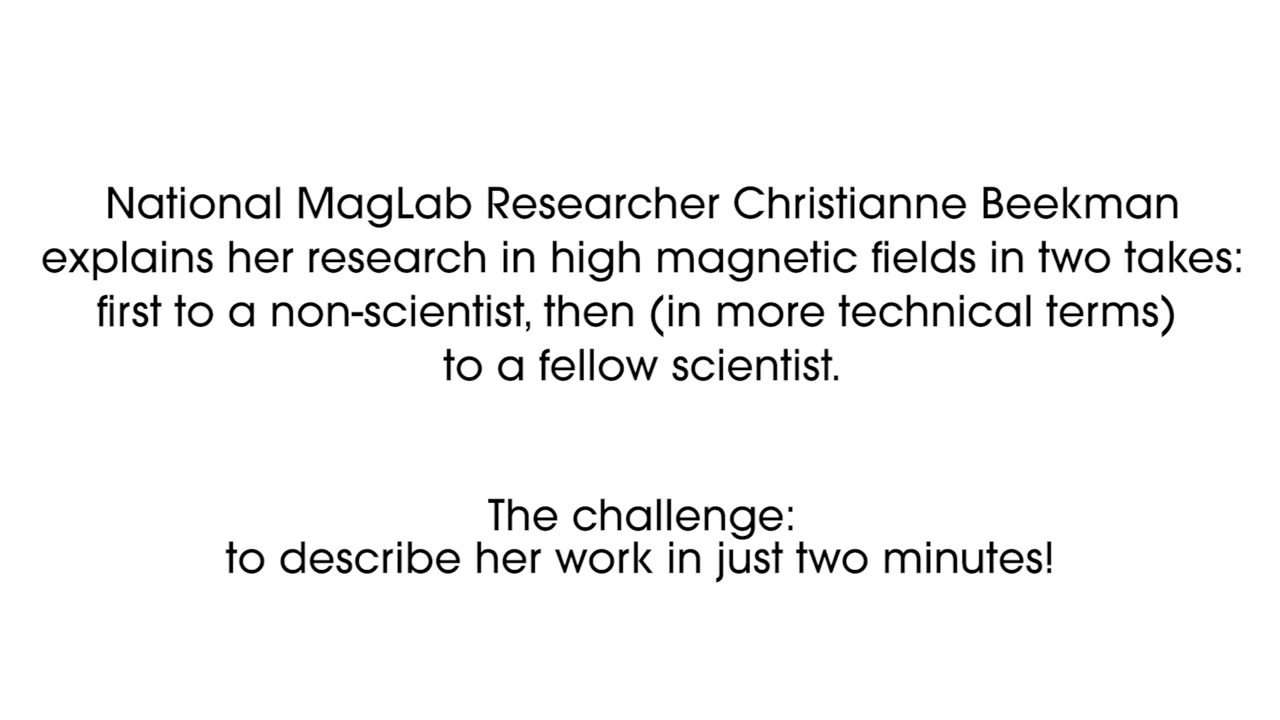 National MagLab Researcher Christianne Beekman
explains her research in high magnetic fields in two takes:
first to a non-scientist, then (in more technical terms)
to a fellow scientist.
The challenge:
to describe her work in just two minutes!